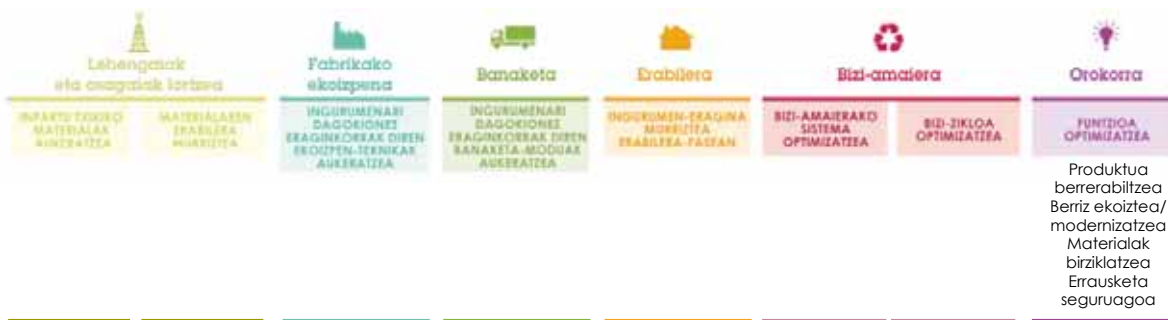 Lehengaiak
eta osagaiak lortzea
Fabrikako
ekoizpena
Banaketa
Erabilera
Bizi-amaiera
Orokorra
INPAKTU TXIKIKO
MATERIALAK
AUKERATZEA
MATERIALAREN
ERABILERA
MURRIZTEA
INGURUMENARI
DAGOKIONEZ
ERAGINKORRAK DIREN
EKOIZPEN-TEKNIKAK
AUKERATZEA
INGURUMENARI
DAGOKIONEZ
ERAGINKORRAK DIREN
BANAKETA-MODUAK
AUKERATZEA
INGURUMEN-ERAGINA
MURRIZTEA
ERABILERA-FASEAN
BIZI-AMAIERAKO
SISTEMA
OPTIMIZATZEA
BIZI-ZIKLOA
OPTIMIZATZEA
FUNTZIOA
OPTIMIZATZEA
Produktua
berrerabiltzea
Berriz ekoiztea/
modernizatzea
Materialak
birziklatzea
Errausketa
seguruagoa